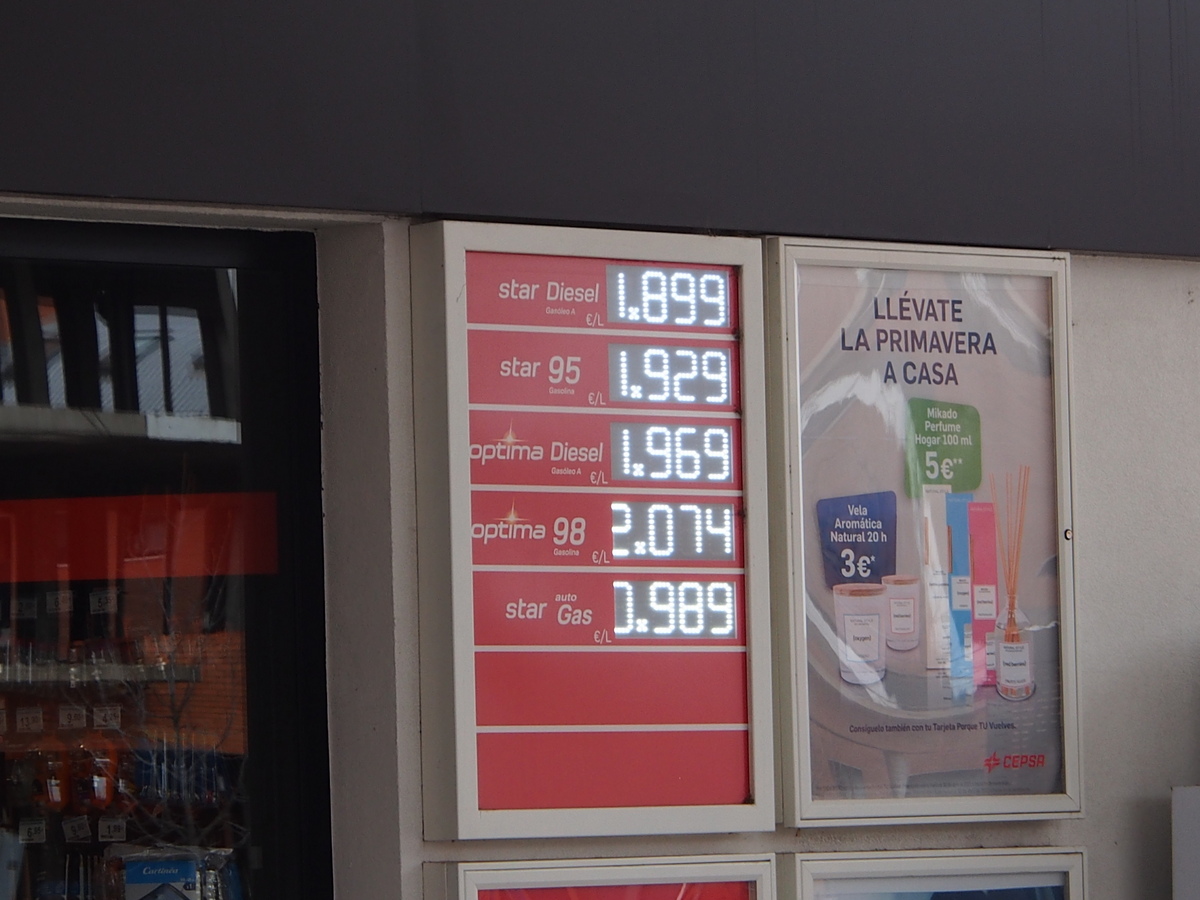 star Diesel
Gasóleo A
€/L
1.899
star 95
Gasolina
€/L
1.929
optima Diesel
Gasóleo A
€/L
1.969
optima 98
Gasolina
€/L
2.074
star auto Gas
€/L
0.989
LLÉVATE
LA PRIMAVERA
A CASA
Mikado
Perfume
Hogar 100 ml
5€**
Vela
Aromática
Natural 20 h
3€*
Consíguelo también con tu Tarjeta Porque TU Vuelves.
CEPSA